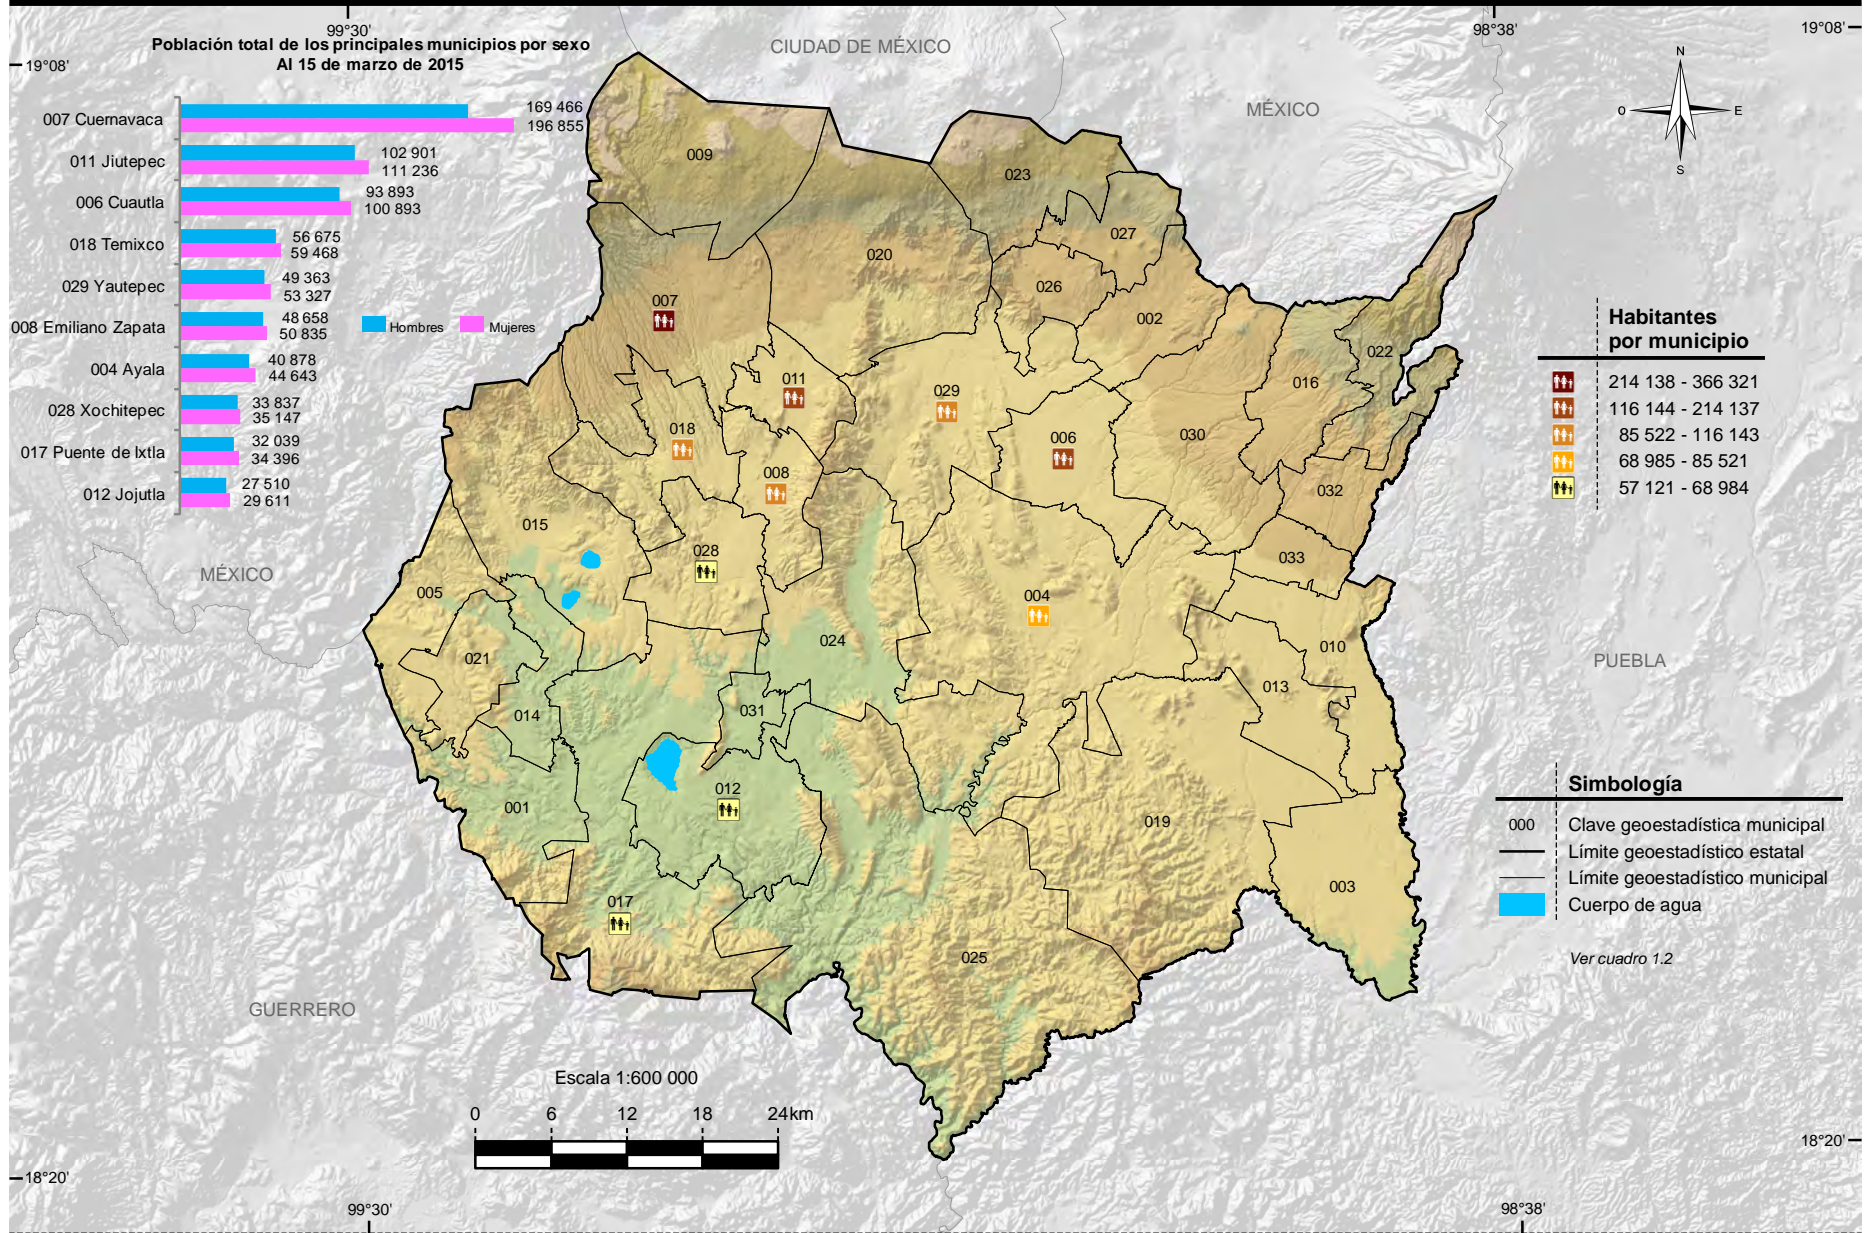 99°30'
98°38'
19°08'
19°08'
Población total de los principales municipios por sexo
Al 15 de marzo de 2015
CIUDAD DE MÉXICO
MÉXICO
N
O
E
S
007 Cuernavaca
169 466
196 855
011 Jiutepec
102 901
111 236
006 Cuautla
93 893
100 893
018 Temixco
56 675
59 468
029 Yautepec
49 363
53 327
008 Emiliano Zapata
48 658
50 835
004 Ayala
40 878
44 643
028 Xochitepec
33 837
35 147
017 Puente de Ixtla
32 039
34 396
012 Jojutla
27 510
29 611
Hombres
Mujeres
009
023
027
020
026
007
002
022
011
016
029
018
006
030
008
032
015
028
033
005
004
024
010
021
013
014
031
012
001
019
003
017
025
MÉXICO
PUEBLA
GUERRERO
Habitantes
por municipio
214 138 - 366 321
116 144 - 214 137
85 522 - 116 143
68 985 - 85 521
57 121 - 68 984
Simbología
000 Clave geoestadística municipal
Límite geoestadístico estatal
Límite geoestadístico municipal
Cuerpo de agua
Ver cuadro 1.2
Escala 1:600 000
0 6 12 18 24km
18°20'
18°20'
99°30'
98°38'